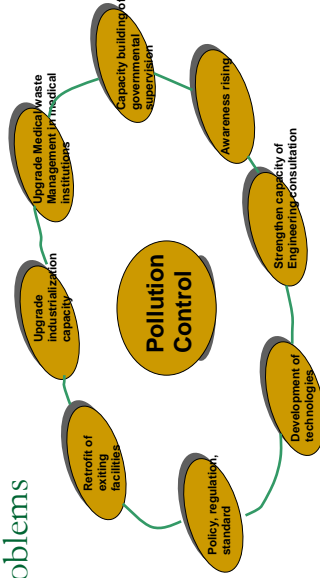 oblems
Pollution
Control
Policy, regulation,
standard
Retrofit of
exiting
facilities
Upgrade
industrialization
capacity
Upgrade Medical waste
Management in medical
institutions
Capacity building of
governmental
supervision
Awareness rising
Strengthen capacity of
Engineering consultation
Development of
technologies